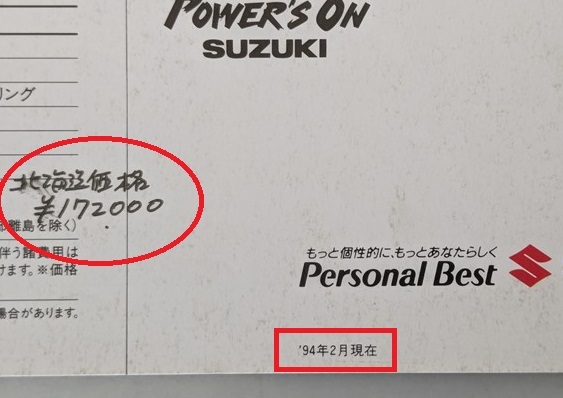 POWER'S ON
SUZUKI
リング
北海道価格
¥172000
部離島を除く)
伴う諸費用は
けます。※価格
場合があります。
もっと個性的に、もっとあなたらしく
Personal Best
'94年2月現在